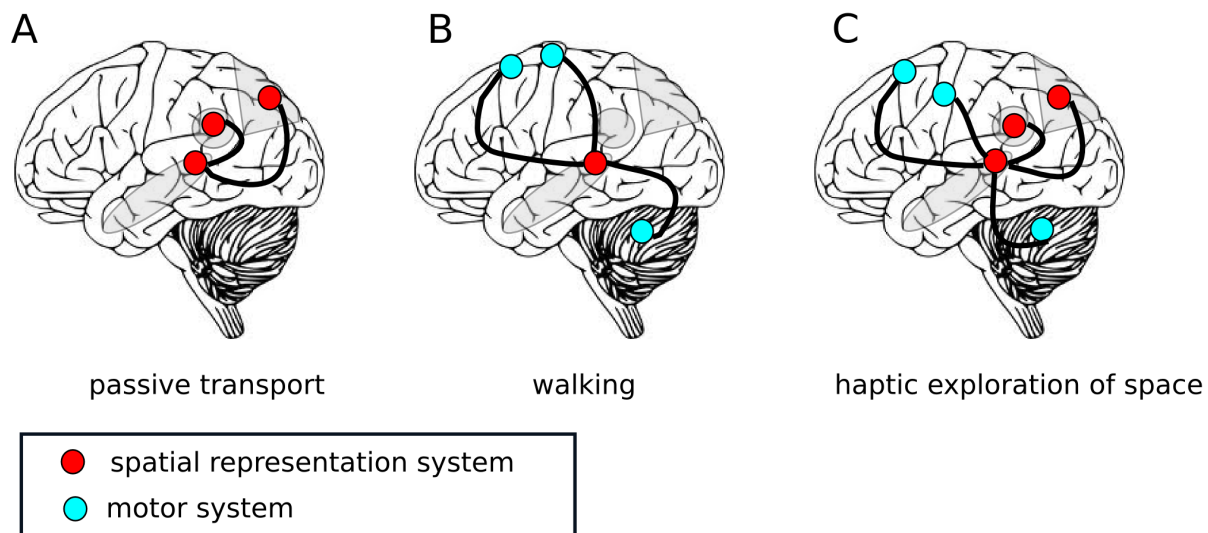 A
B
C
passive transport
walking
haptic exploration of space
spatial representation system
motor system